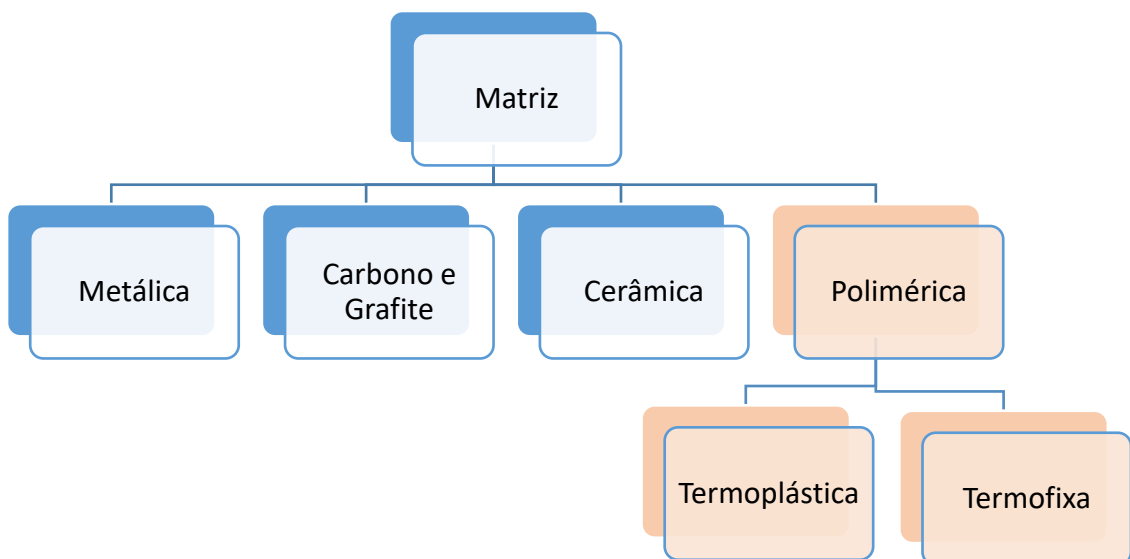 Matriz
Metálica
Carbono e
Grafite
Cerâmica
Polimérica
Termoplástica
Termofixa